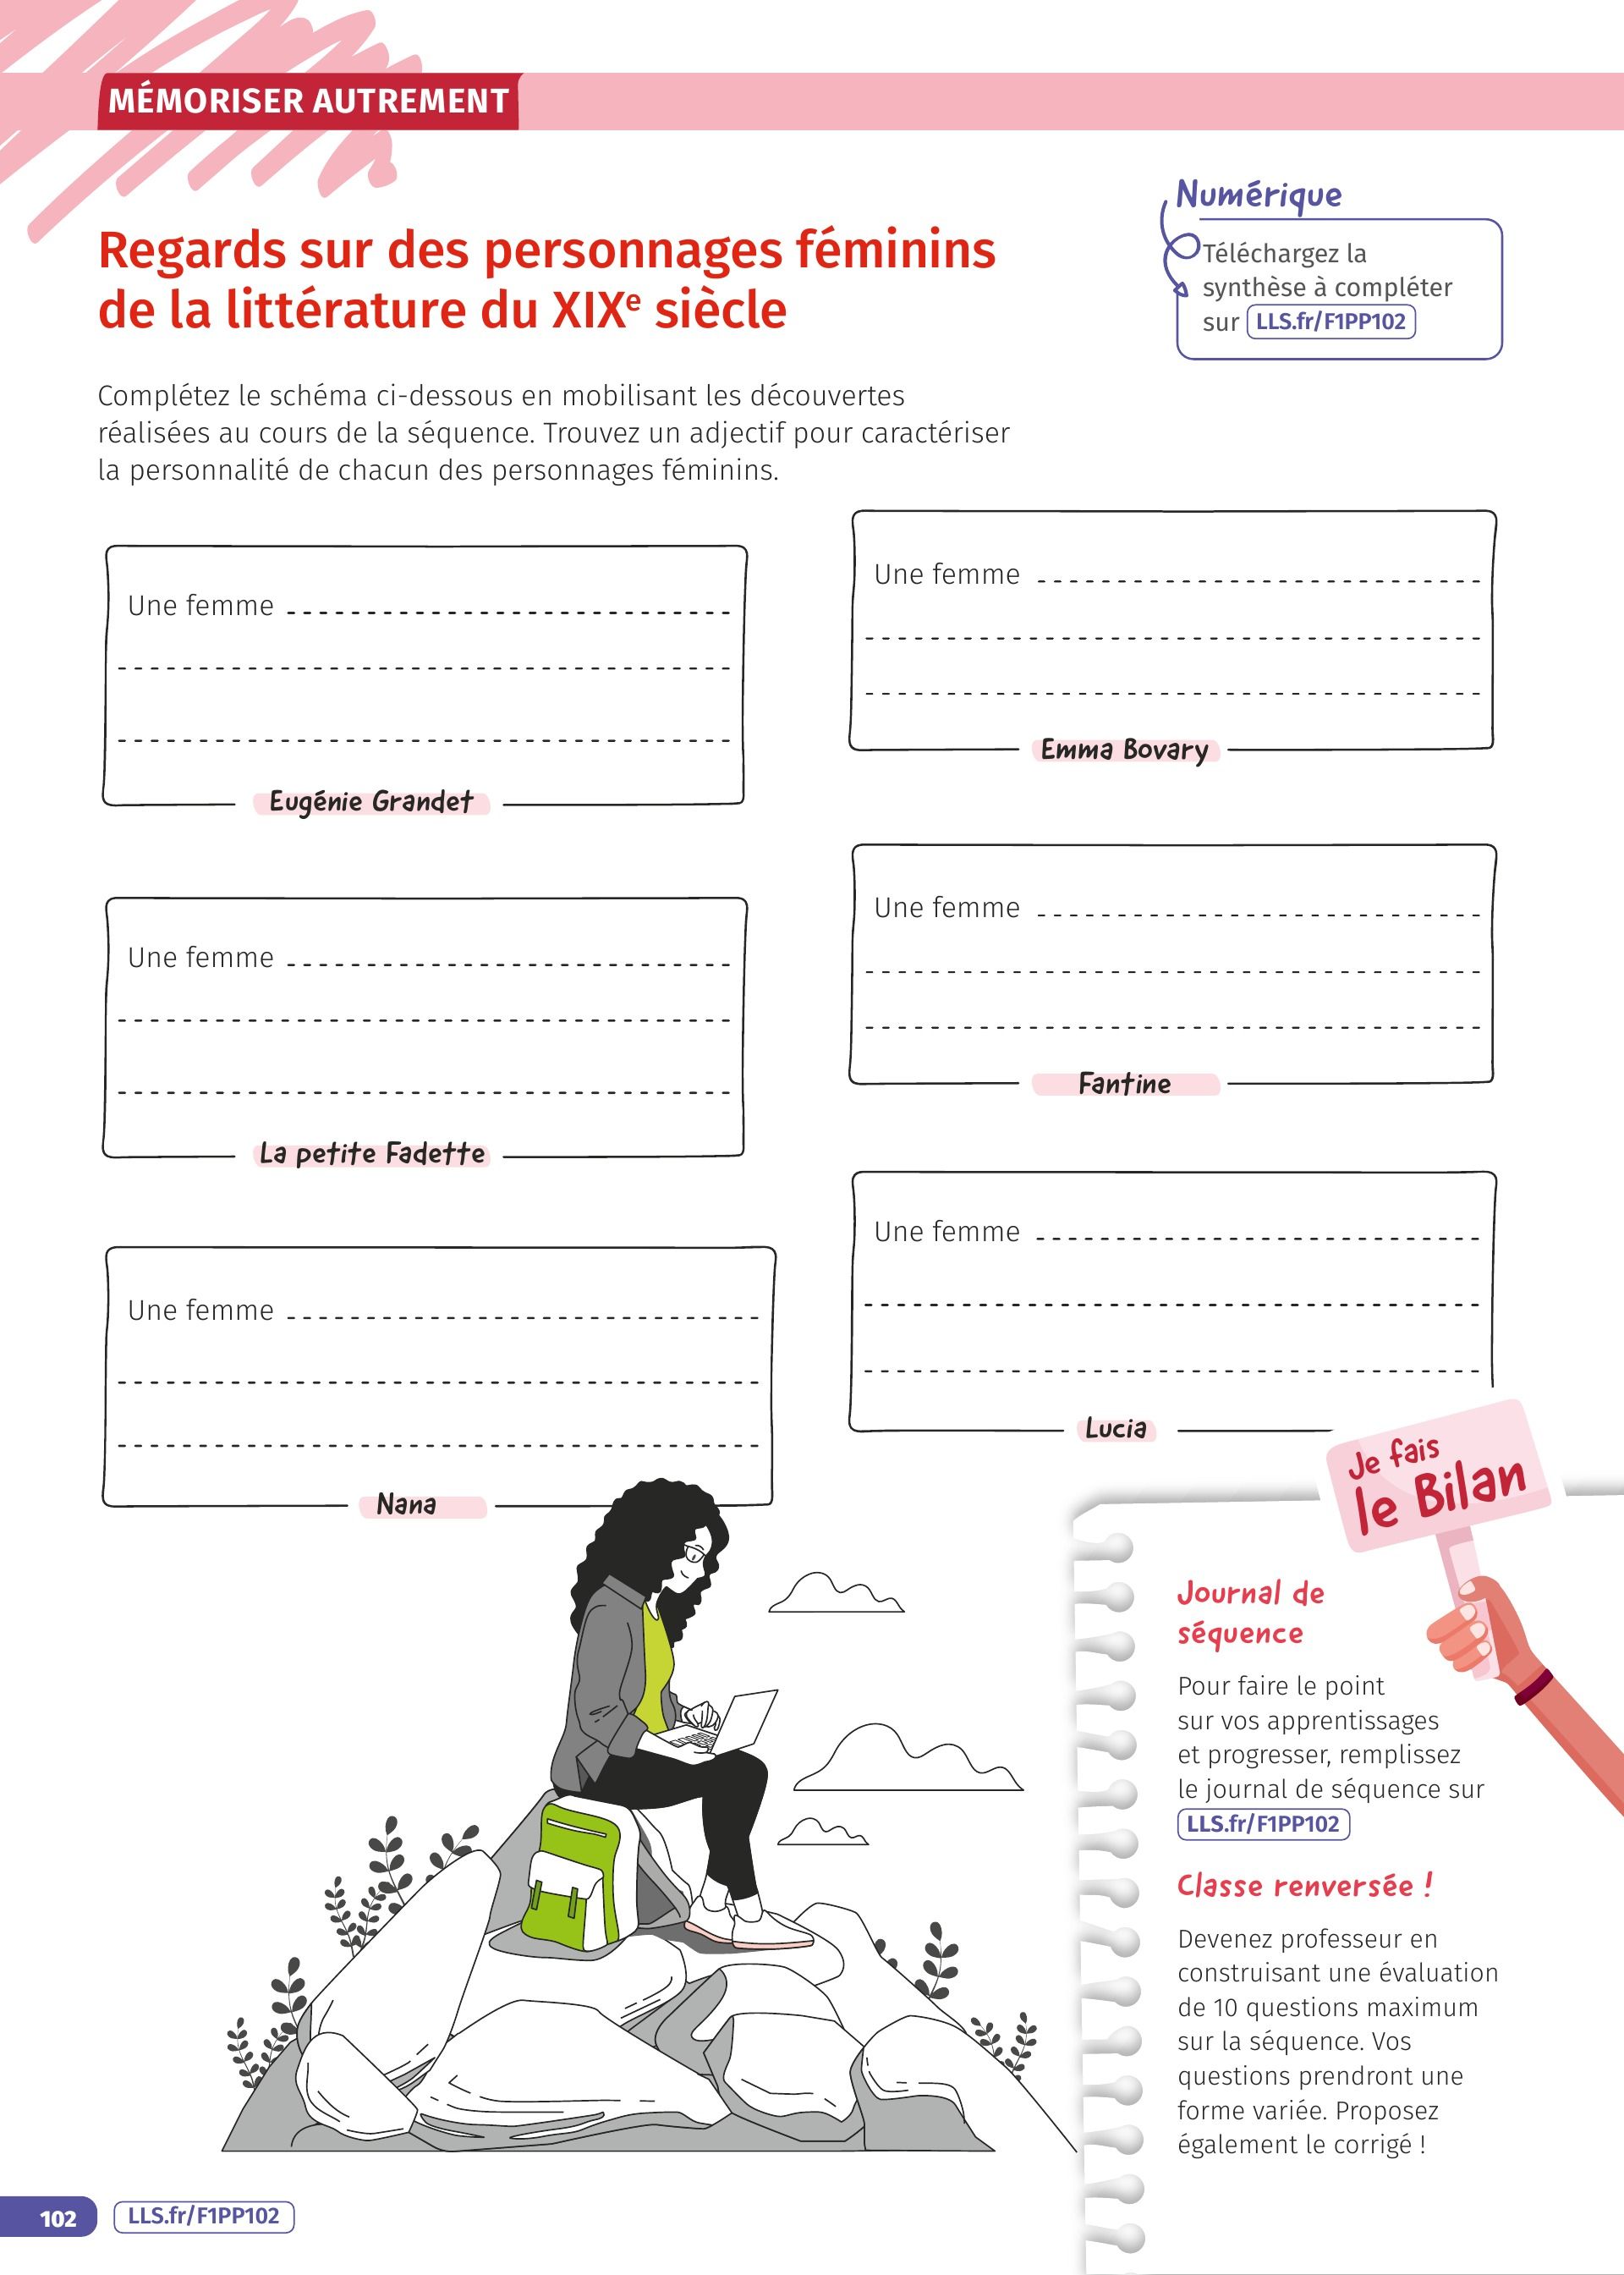 MÉMORISER AUTREMENT
Regards sur des personnages féminins
de la littérature du XIXe siècle
Numérique
Téléchargez la
synthèse à compléter
sur LLS.fr/F1PP102
Complétez le schéma ci-dessous en mobilisant les découvertes
réalisées au cours de la séquence. Trouvez un adjectif pour caractériser
la personnalité de chacun des personnages féminins.
Une femme
Eugénie Grandet
Une femme
Emma Bovary
Une femme
La petite Fadette
Une femme
Fantine
Une femme
Nana
Une femme
Lucia
Je fais
le Bilan
Journal de
séquence
Pour faire le point
sur vos apprentissages
et progresser, remplissez
le journal de séquence sur
LLS.fr/F1PP102
Classe renversée !
Devenez professeur en
construisant une évaluation
de 10 questions maximum
sur la séquence. Vos
questions prendront une
forme variée. Proposez
également le corrigé !
102
LLS.fr/F1PP102